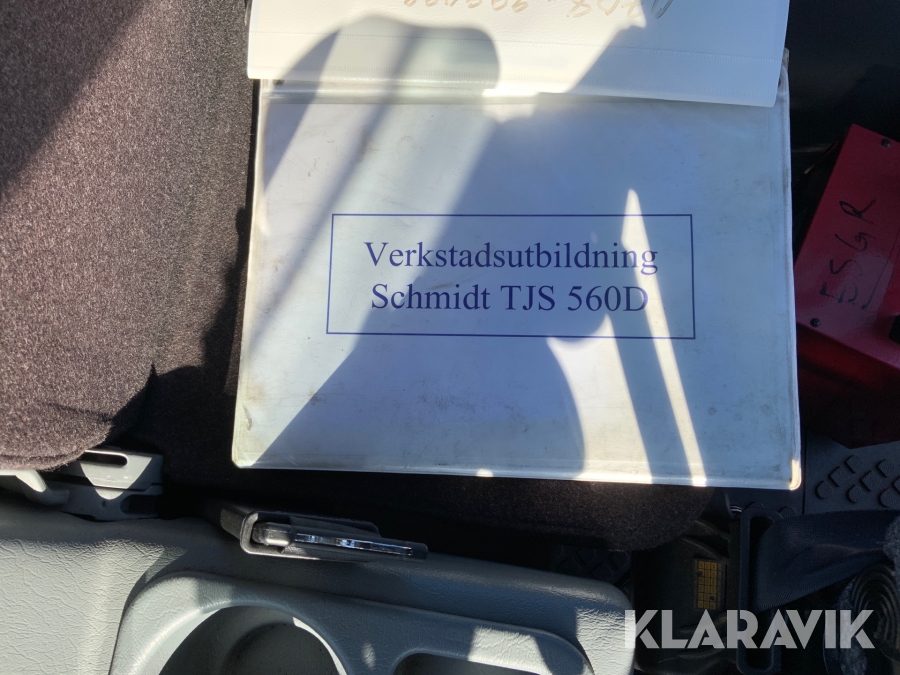 Verkstadsutbildning
Schmidt TJS 560D
KLARAVIK